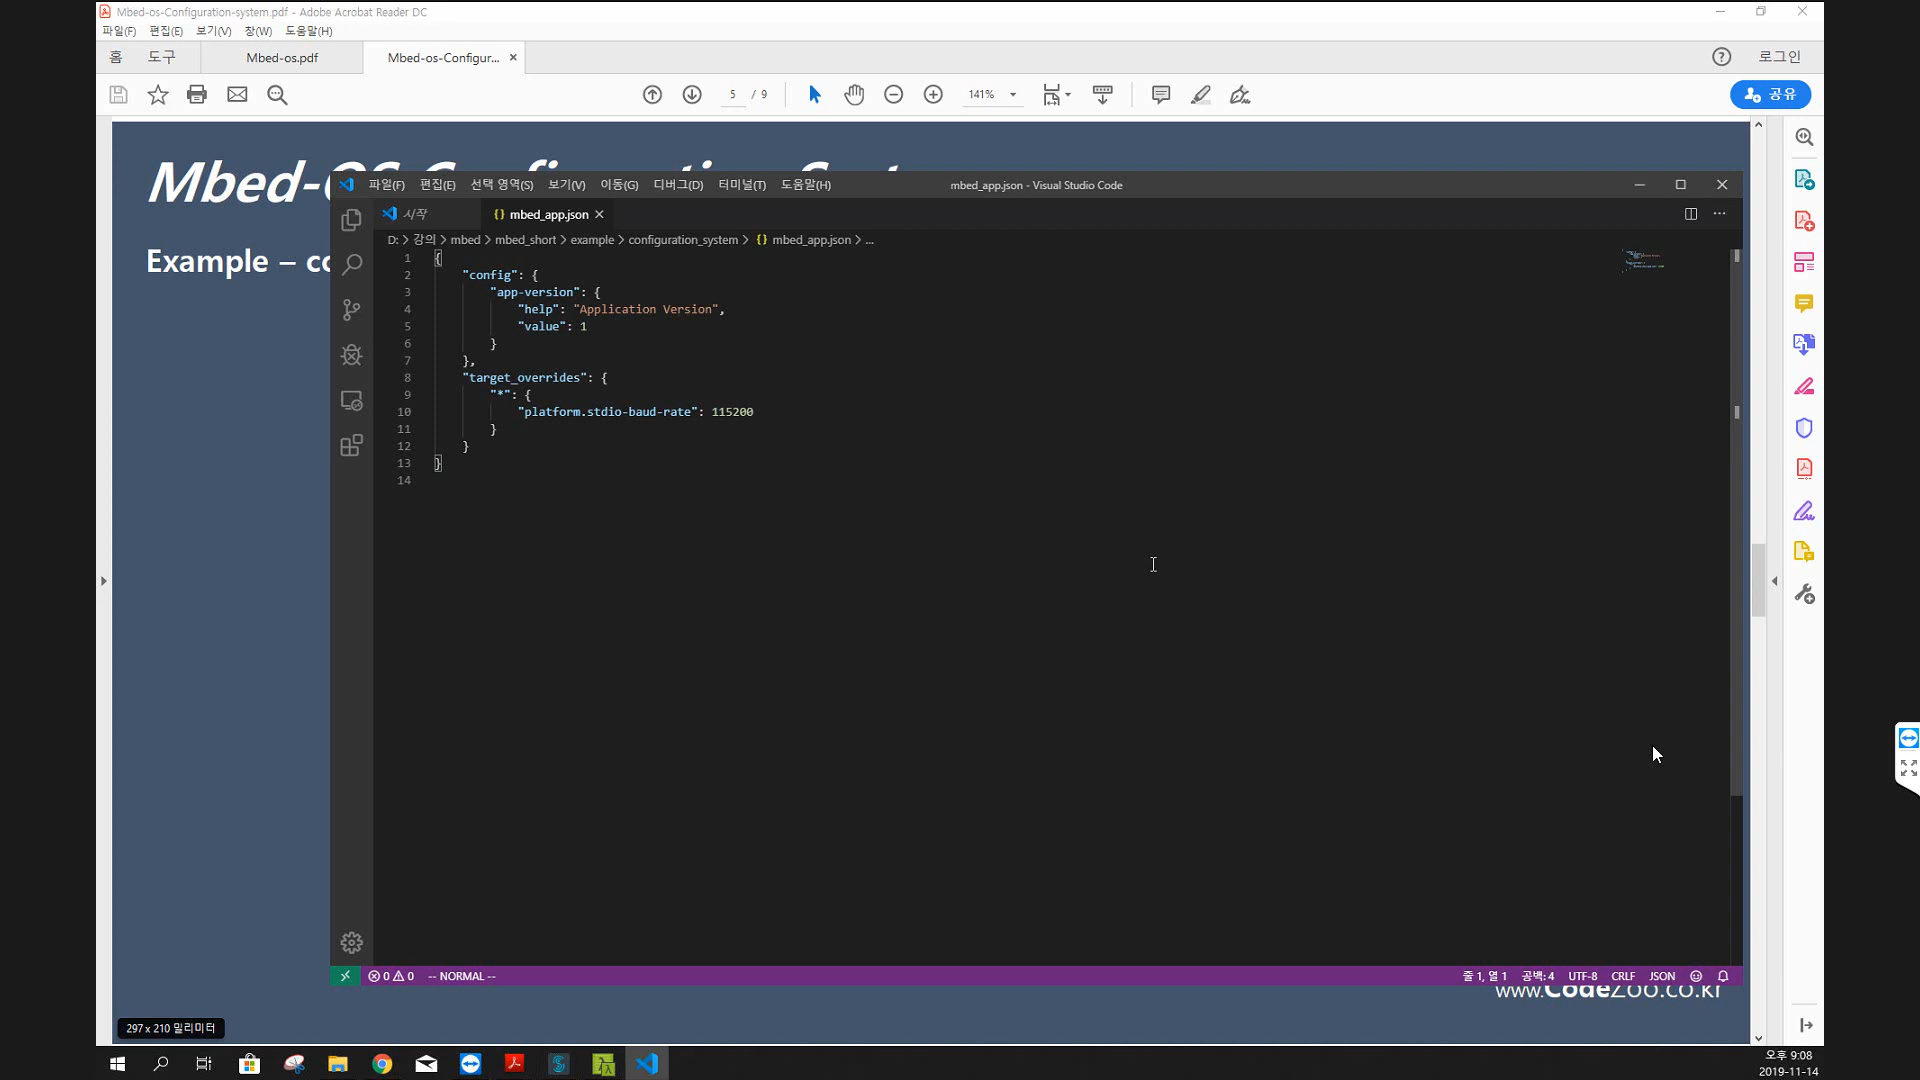 Mbed-os-Configuration-system.pdf - Adobe Acrobat Reader DC
파일(F) 편집(E) 보기(V) 창(W) 도움말(H)
홈 도구 Mbed-os.pdf Mbed-os-Configur... ×
로그인
5 / 9
141%
공유
Mbed-OS Configuration Syst
Example – co
파일(F) 편집(E) 선택 영역(S) 보기(V) 이동(G) 디버그(D) 터미널(T) 도움말(H)
mbed_app.json - Visual Studio Code
시작 {} mbed_app.json ×
D: > 강의 > mbed > mbed_short > example > configuration_system > {} mbed_app.json > ...
1 {
2 "config": {
3 "app-version": {
4 "help": "Application Version",
5 "value": 1
6 }
7 },
8 "target_overrides": {
9 "*": {
10 "platform.stdio-baud-rate": 115200
11 }
12 }
13 }
14
0 0 -- NORMAL --
줄 1, 열 1 공백: 4 UTF-8 CRLF JSON
www.CodeZoo.co.kr
297 x 210 밀리미터
오후 9:08
2019-11-14